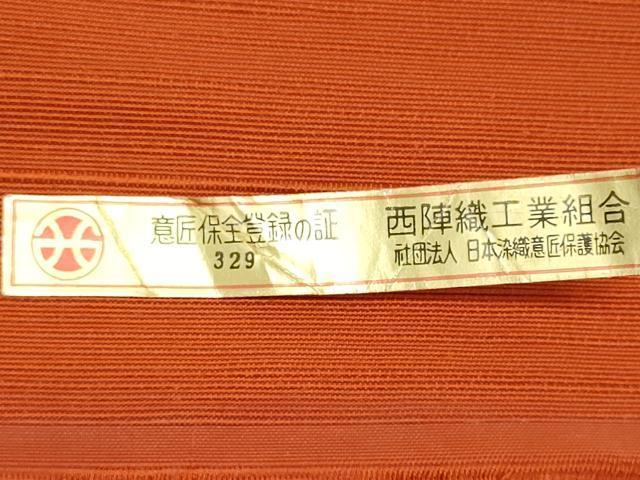 意匠保全登録の証
329
西陣織工業組合
社団法人 日本染織意匠保護協会